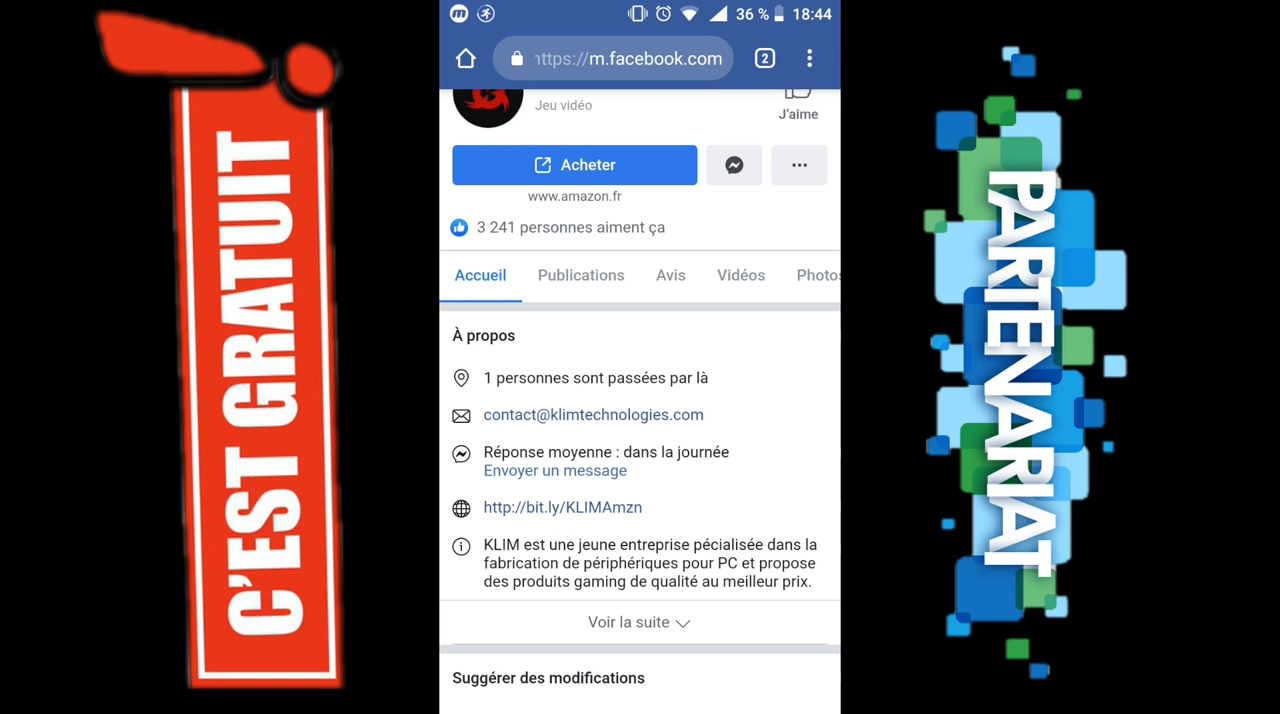 C'EST GRATUIT !
m
36 %
18:44
https://m.facebook.com
2
Jeu vidéo
J'aime
Acheter
...
www.amazon.fr
3 241 personnes aiment ça
Accueil
Publications
Avis
Vidéos
Photos
À propos
1 personnes sont passées par là
contact@klimtechnologies.com
Réponse moyenne : dans la journée
Envoyer un message
http://bit.ly/KLIMAmzn
KLIM est une jeune entreprise pécialisée dans la
fabrication de périphériques pour PC et propose
des produits gaming de qualité au meilleur prix.
Voir la suite
Suggérer des modifications
PARTENARIAT